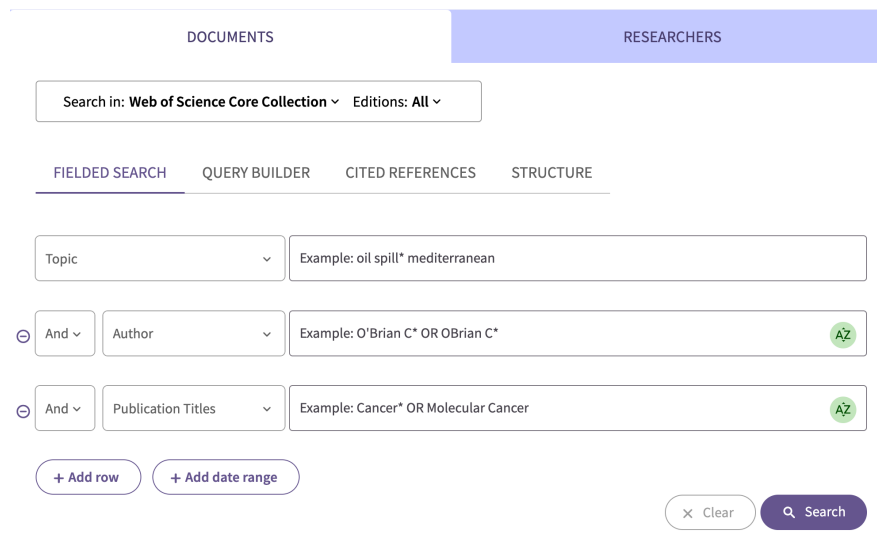 DOCUMENTS RESEARCHERS
Search in: Web of Science Core Collection Editions: All
FIELDED SEARCH QUERY BUILDER CITED REFERENCES STRUCTURE
Topic Example: oil spill* mediterranean
And Author Example: O'Brian C* OR OBrian C* AZ
And Publication Titles Example: Cancer* OR Molecular Cancer AZ
+ Add row + Add date range
× Clear Search